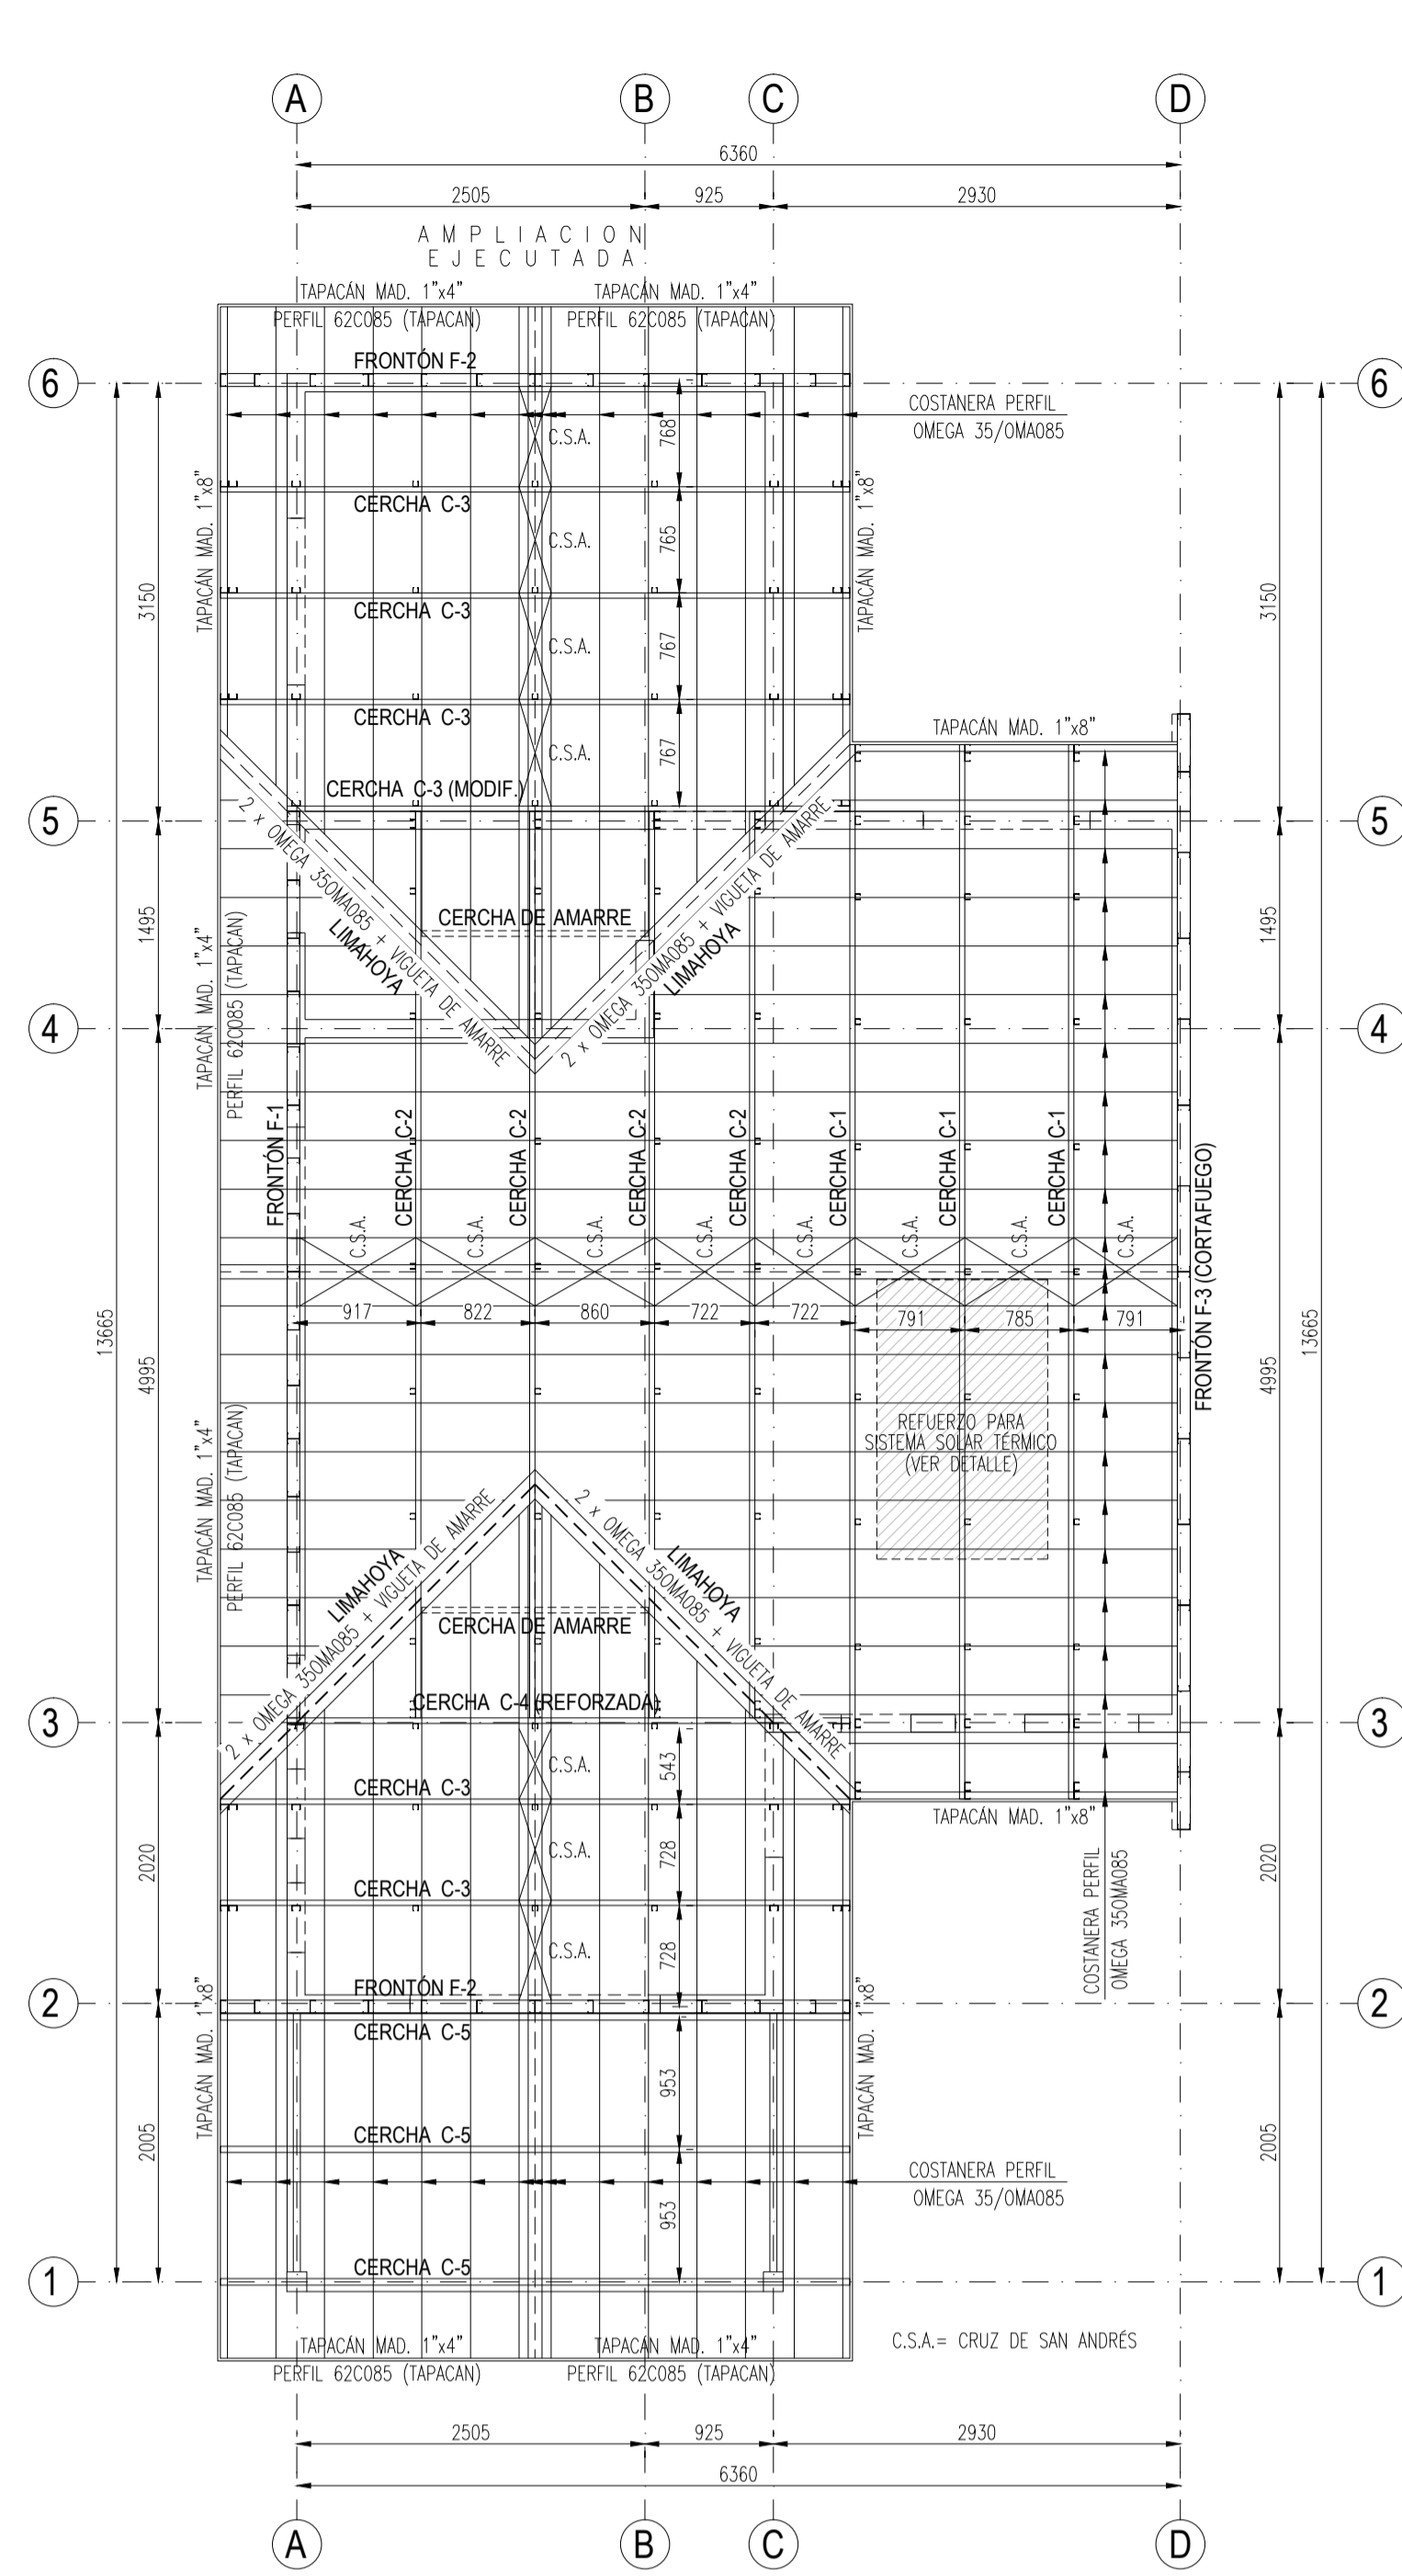 A
B
C
D
6360
2505
925
2930
AMPLIACION
EJECUTADA
TAPACÁN MAD. 1"x4"
TAPACÁN MAD. 1"x4"
PERFIL 62C085 (TAPACAN)
PERFIL 62C085 (TAPACAN)
FRONTÓN F-2
6
6
COSTANERA PERFIL
OMEGA 35/OMA085
C.S.A.
768
CERCHA C-3
TAPACÁN MAD. 1"x8"
TAPACÁN MAD. 1"x8"
C.S.A.
765
CERCHA C-3
3150
3150
C.S.A.
767
CERCHA C-3
TAPACÁN MAD. 1"x8"
C.S.A.
767
CERCHA C-3 (MODIF.)
5
5
2 x OMEGA 35OMA085 + VIGUETA DE AMARRE
LIMAHOYA
2 x OMEGA 35OMA085 + VIGUETA DE AMARRE
LIMAHOYA
CERCHA DE AMARRE
1495
1495
TAPACÁN MAD. 1"x4"
PERFIL 62C085 (TAPACAN)
4
4
FRONTÓN F-1
CERCHA C-2
CERCHA C-2
CERCHA C-2
CERCHA C-2
CERCHA C-1
CERCHA C-1
CERCHA C-1
FRONTÓN F-3 (CORTAFUEGO)
C.S.A.
C.S.A.
C.S.A.
C.S.A.
C.S.A.
C.S.A.
C.S.A.
C.S.A.
917
822
860
722
722
791
785
791
13665
4995
4995
13665
REFUERZO PARA
SISTEMA SOLAR TÉRMICO
(VER DETALLE)
TAPACÁN MAD. 1"x4"
PERFIL 62C085 (TAPACAN)
LIMAHOYA
2 x OMEGA 35OMA085 + VIGUETA DE AMARRE
2 x OMEGA 35OMA085 + VIGUETA DE AMARRE
LIMAHOYA
CERCHA DE AMARRE
CERCHA C-4 (REFORZADA)
3
3
C.S.A.
543
CERCHA C-3
TAPACÁN MAD. 1"x8"
C.S.A.
728
2020
2020
CERCHA C-3
COSTANERA PERFIL
OMEGA 35OMA085
C.S.A.
728
FRONTÓN F-2
2
2
CERCHA C-5
TAPACÁN MAD. 1"x8"
TAPACÁN MAD. 1"x8"
953
CERCHA C-5
2005
2005
COSTANERA PERFIL
OMEGA 35/OMA085
953
CERCHA C-5
1
1
TAPACÁN MAD. 1"x4"
TAPACÁN MAD. 1"x4"
C.S.A.= CRUZ DE SAN ANDRÉS
PERFIL 62C085 (TAPACAN)
PERFIL 62C085 (TAPACAN)
2505
925
2930
6360
A
B
C
D